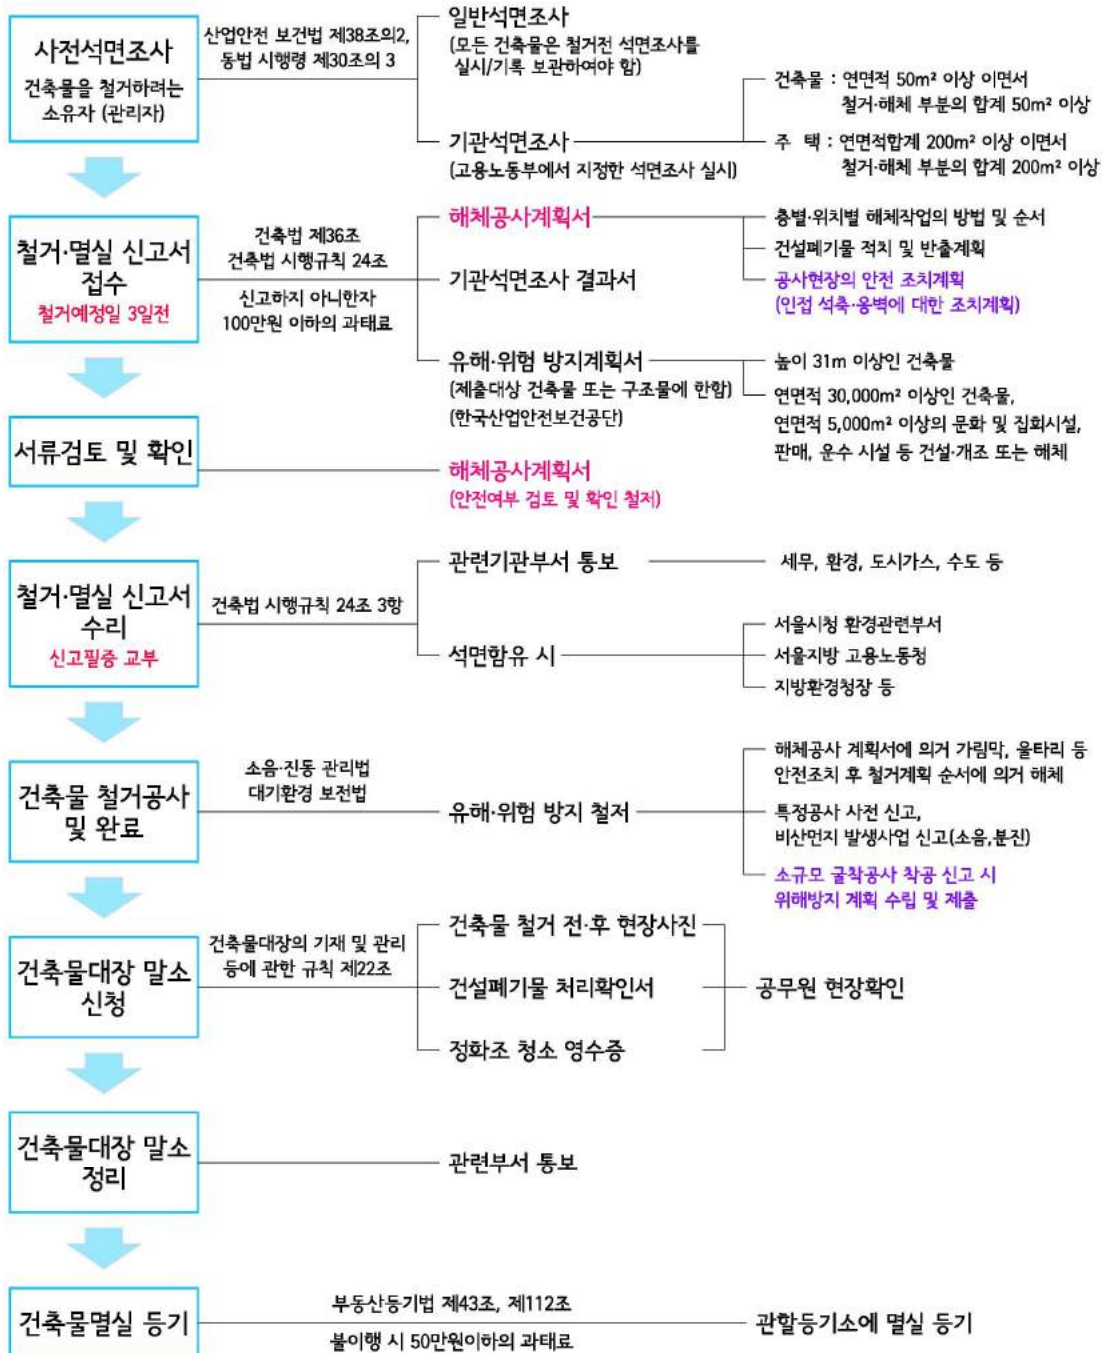 사전석면조사
건축물을 철거하려는
소유자 (관리자)
산업안전 보건법 제38조의2,
동법 시행령 제30조의 3
일반석면조사
(모든 건축물은 철거전 석면조사를
실시/기록 보관하여야 함)
기관석면조사
(고용노동부에서 지정한 석면조사 실시)
건축물 : 연면적 50m² 이상 이면서
철거·해체 부분의 합계 50m² 이상
주 택 : 연면적합계 200m² 이상 이면서
철거·해체 부분의 합계 200m² 이상
철거·멸실 신고서
접수
철거예정일 3일전
건축법 제36조
건축법 시행규칙 24조
신고하지 아니한자
100만원 이하의 과태료
해체공사계획서
층별·위치별 해체작업의 방법 및 순서
건설폐기물 적치 및 반출계획
공사현장의 안전 조치계획
(인접 석축·옹벽에 대한 조치계획)
기관석면조사 결과서
유해·위험 방지계획서
(제출대상 건축물 또는 구조물에 한함)
(한국산업안전보건공단)
높이 31m 이상인 건축물
연면적 30,000m² 이상인 건축물,
연면적 5,000m² 이상의 문화 및 집회시설,
판매, 운수 시설 등 건설·개조 또는 해체
서류검토 및 확인
해체공사계획서
(안전여부 검토 및 확인 철저)
철거·멸실 신고서
수리
신고필증 교부
건축법 시행규칙 24조 3항
관련기관부서 통보
세무, 환경, 도시가스, 수도 등
석면함유 시
서울시청 환경관련부서
서울지방 고용노동청
지방환경청장 등
건축물 철거공사
및 완료
소음·진동 관리법
대기환경 보전법
유해·위험 방지 철저
해체공사 계획서에 의거 가림막, 울타리 등
안전조치 후 철거계획 순서에 의거 해체
특정공사 사전 신고,
비산먼지 발생사업 신고(소음,분진)
소규모 굴착공사 착공 신고 시
위해방지 계획 수립 및 제출
건축물대장 말소
신청
건축물대장의 기재 및 관리
등에 관한 규칙 제22조
건축물 철거 전·후 현장사진
건설폐기물 처리확인서
정화조 청소 영수증
공무원 현장확인
건축물대장 말소
정리
관련부서 통보
건축물멸실 등기
부동산등기법 제43조, 제112조
불이행 시 50만원이하의 과태료
관할등기소에 멸실 등기